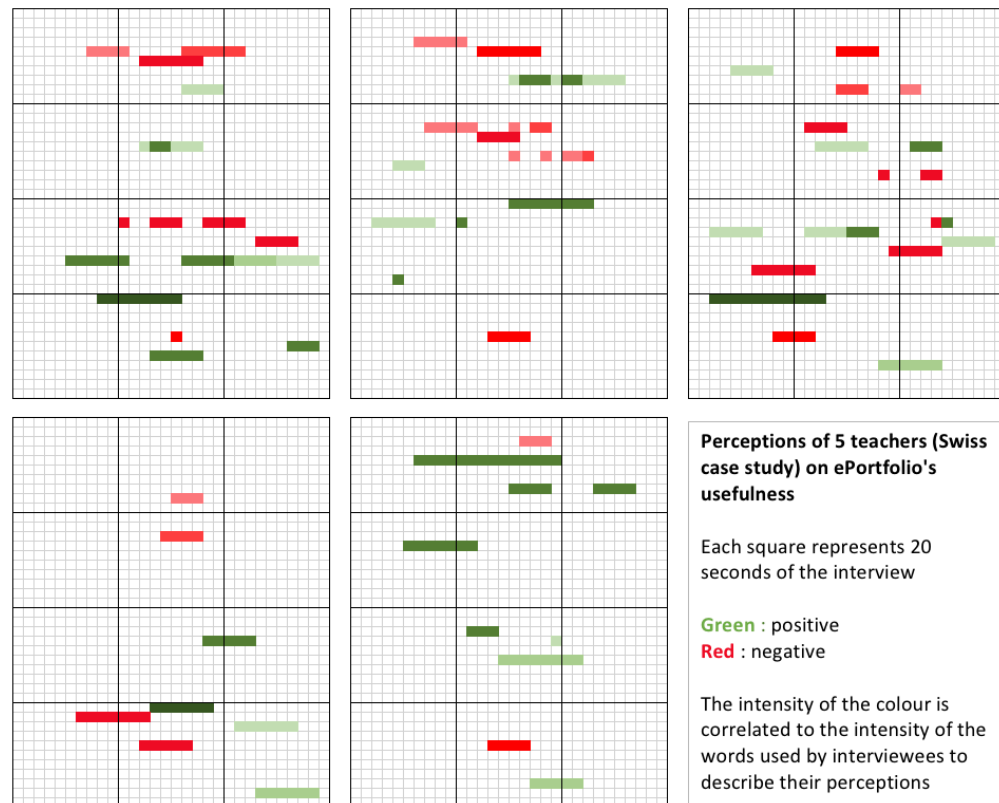 Perceptions of 5 teachers (Swiss
case study) on ePortfolio's
usefulness
Each square represents 20
seconds of the interview
Green : positive
Red : negative
The intensity of the colour is
correlated to the intensity of the
words used by interviewees to
describe their perceptions